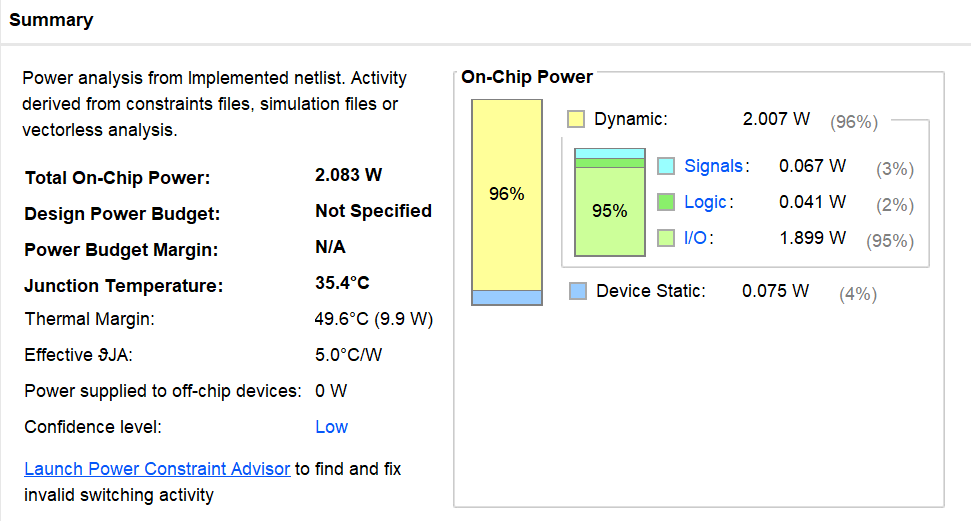 Summary
Power analysis from Implemented netlist. Activity
derived from constraints files, simulation files or
vectorless analysis.
Total On-Chip Power: 2.083 W
Design Power Budget: Not Specified
Power Budget Margin: N/A
Junction Temperature: 35.4°C
Thermal Margin: 49.6°C (9.9 W)
Effective ϑJA: 5.0°C/W
Power supplied to off-chip devices: 0 W
Confidence level: Low
Launch Power Constraint Advisor to find and fix
invalid switching activity
On-Chip Power
96%
Dynamic: 2.007 W (96%)
95%
Signals: 0.067 W (3%)
Logic: 0.041 W (2%)
I/O: 1.899 W (95%)
Device Static: 0.075 W (4%)